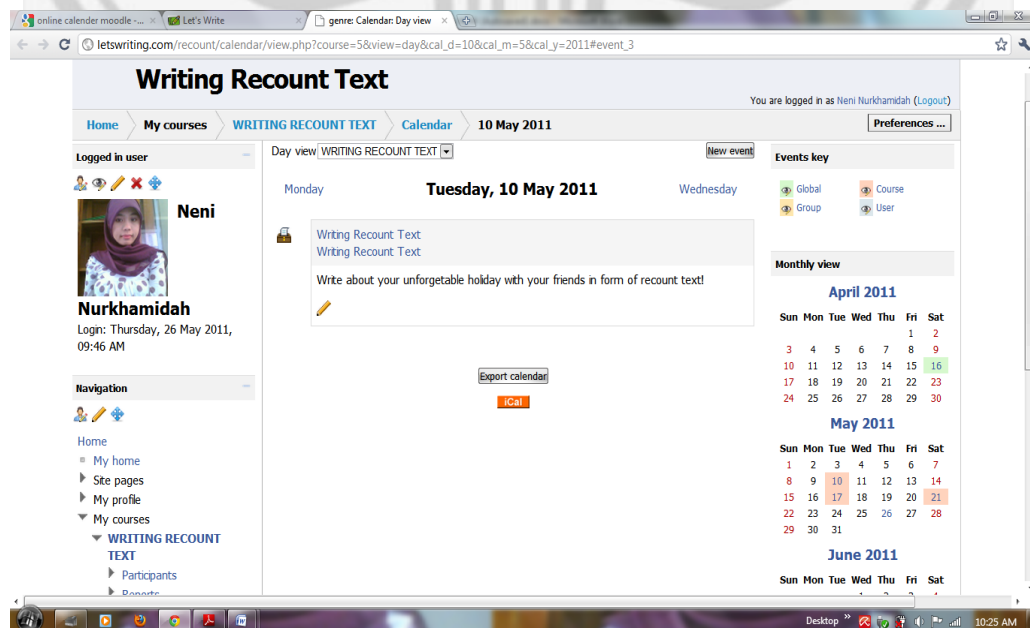 online calender moodle -...
Let's Write
genre: Calendar: Day view
letswriting.com/recount/calendar/view.php?course=5&view=day&cal_d=10&cal_m=5&cal_y=2011#event_3
Writing Recount Text
You are logged in as Neni Nurkhamidah (Logout)
Home My courses WRITING RECOUNT TEXT Calendar 10 May 2011 Preferences ...
Logged in user
Neni
Nurkhamidah
Login: Thursday, 26 May 2011,
09:46 AM
Navigation
Home
My home
Site pages
My profile
My courses
WRITING RECOUNT
TEXT
Participants
Reports
Day view WRITING RECOUNT TEXT New event
Monday Tuesday, 10 May 2011 Wednesday
Writing Recount Text
Writing Recount Text
Write about your unforgetable holiday with your friends in form of recount text!
Export calendar
iCal
Events key
Global Course
Group User
Monthly view
April 2011
Sun Mon Tue Wed Thu Fri Sat
1 2
3 4 5 6 7 8 9
10 11 12 13 14 15 16
17 18 19 20 21 22 23
24 25 26 27 28 29 30
May 2011
Sun Mon Tue Wed Thu Fri Sat
1 2 3 4 5 6 7
8 9 10 11 12 13 14
15 16 17 18 19 20 21
22 23 24 25 26 27 28
29 30 31
June 2011
Sun Mon Tue Wed Thu Fri Sat
Desktop 10:25 AM